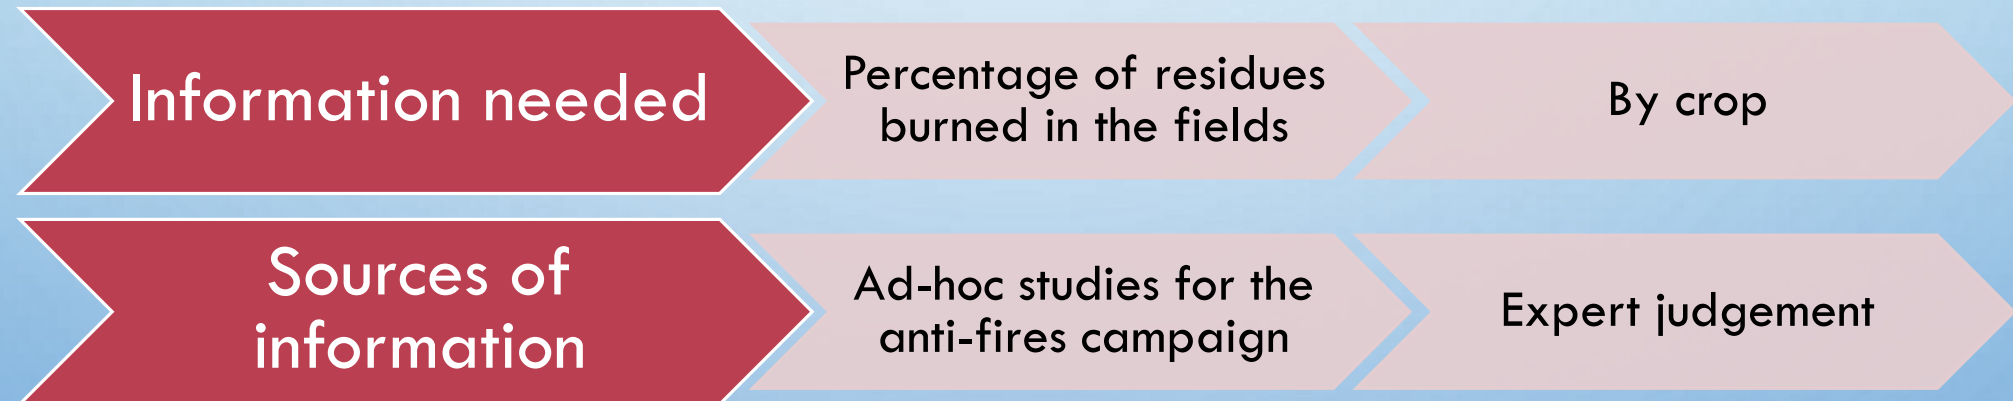 Information needed
Percentage of residues
burned in the fields
By crop
Sources of
information
Ad-hoc studies for the
anti-fires campaign
Expert judgement